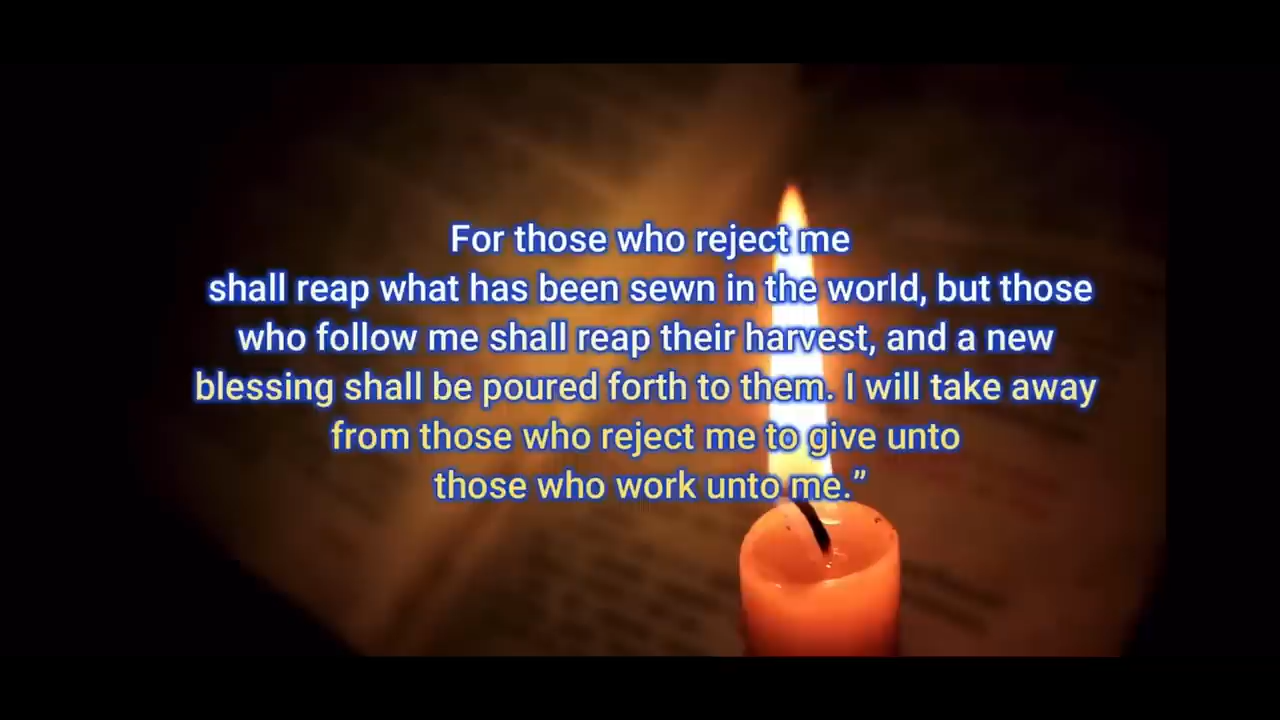 For those who reject me
shall reap what has been sewn in the world, but those
who follow me shall reap their harvest, and a new
blessing shall be poured forth to them. I will take away
from those who reject me to give unto
those who work unto me.”